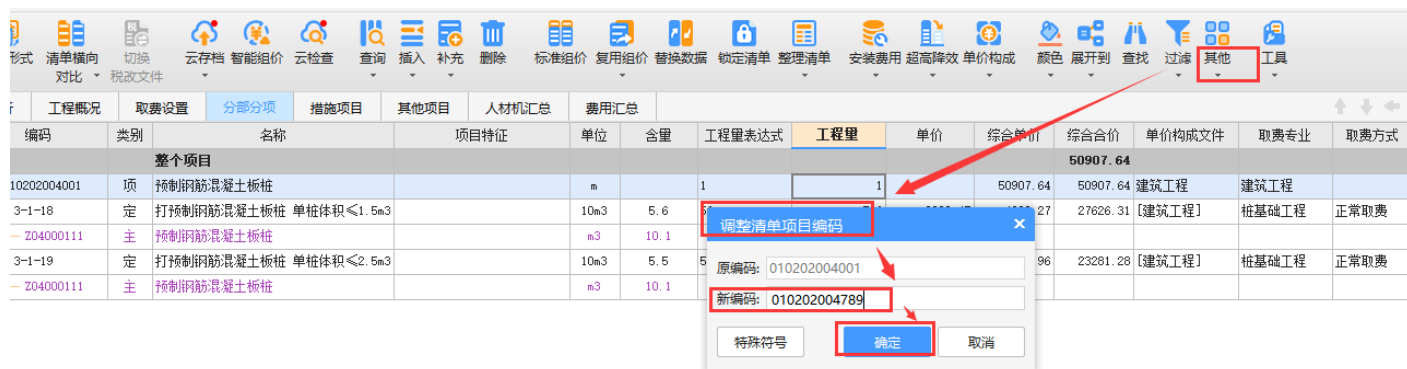 形式 清单横向对比 切换税改文件 云存档 智能组价 云检查 查询 插入 补充 删除 标准组价 复用组价 替换数据 锁定清单 整理清单 安装费用 超高降效 单价构成 颜色 展开到 查找 过滤 其他 工具
工程概况 取费设置 分部分项 措施项目 其他项目 人材机汇总 费用汇总
编码 类别 名称 项目特征 单位 含量 工程量表达式 工程量 单价 综合单价 综合合价 单价构成文件 取费专业 取费方式
整个项目 50907.64
10202004001 项 预制钢筋混凝土板桩 m 1 1 50907.64 50907.64 建筑工程 建筑工程
3-1-18 定 打预制钢筋混凝土板桩 单桩体积≤1.5m3 10m3 5.6 27 27626.31 [建筑工程] 桩基础工程 正常取费
Z04000111 主 预制钢筋混凝土板桩 m3 10.1
3-1-19 定 打预制钢筋混凝土板桩 单桩体积≤2.5m3 10m3 5.5 5 96 23281.28 [建筑工程] 桩基础工程 正常取费
Z04000111 主 预制钢筋混凝土板桩 m3 10.1
调整清单项目编码 ×
原编码: 010202004001
新编码: 010202004789
特殊符号 确定 取消